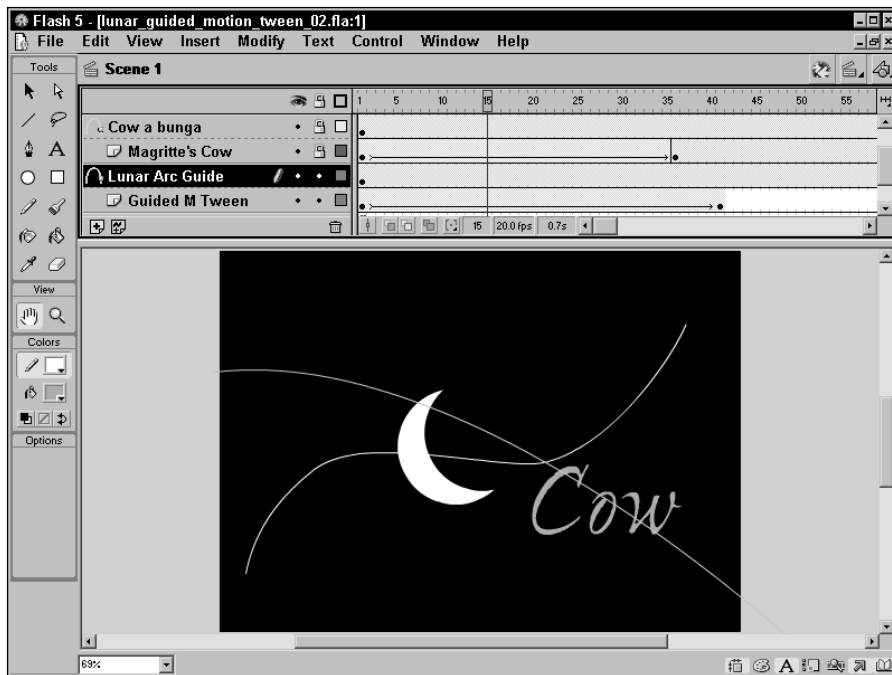 Flash 5 - [lunar_guided_motion_tween_02.fla:1]
File Edit View Insert Modify Text Control Window Help
Tools
Scene 1
1 5 10 15 20 25 30 35 40 45 50 55
Cow a bunga
Magritte's Cow
Lunar Arc Guide
Guided M Tween
15 20.0 fps 0.7s
View
Colors
Options
Cow
69%